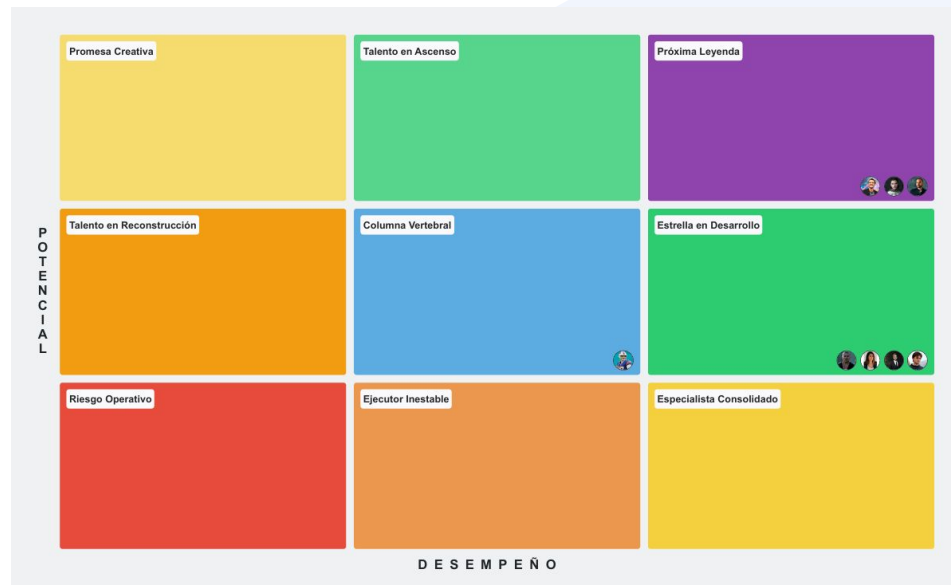 Promesa Creativa
Talento en Ascenso
Próxima Leyenda
POTENCIAL
Talento en Reconstrucción
Columna Vertebral
Estrella en Desarrollo
Riesgo Operativo
Ejecutor Inestable
Especialista Consolidado
DESEMPEÑO